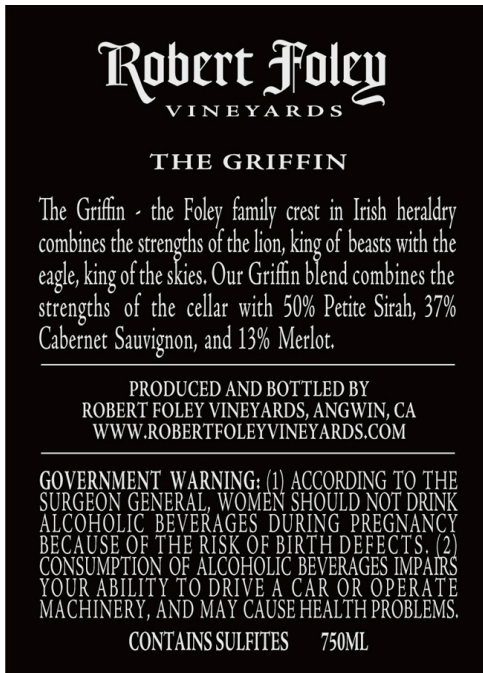 Robert Foley
VINEYARDS
THE GRIFFIN
The Griffin - the Foley family crest in Irish heraldry
combines the strengths of the lion, king of beasts with the
eagle, king of the skies. Our Griffin blend combines the
strengths of the cellar with 50% Petite Sirah, 37%
Cabernet Sauvignon, and 13% Merlot.
PRODUCED AND BOTTLED BY
ROBERT FOLEY VINEYARDS, ANGWIN, CA
WWW.ROBERTFOLEYVINEYARDS.COM
GOVERNMENT WARNING: (1) ACCORDING TO THE
SURGEON GENERAL, WOMEN SHOULD NOT DRINK
ALCOHOLIC BEVERAGES DURING PREGNANCY
BECAUSE OF THE RISK OF BIRTH DEFECTS. (2)
CONSUMPTION OF ALCOHOLIC BEVERAGES IMPAIRS
YOUR ABILITY TO DRIVE A CAR OR OPERATE
MACHINERY, AND MAY CAUSE HEALTH PROBLEMS.
CONTAINS SULFITES 750ML